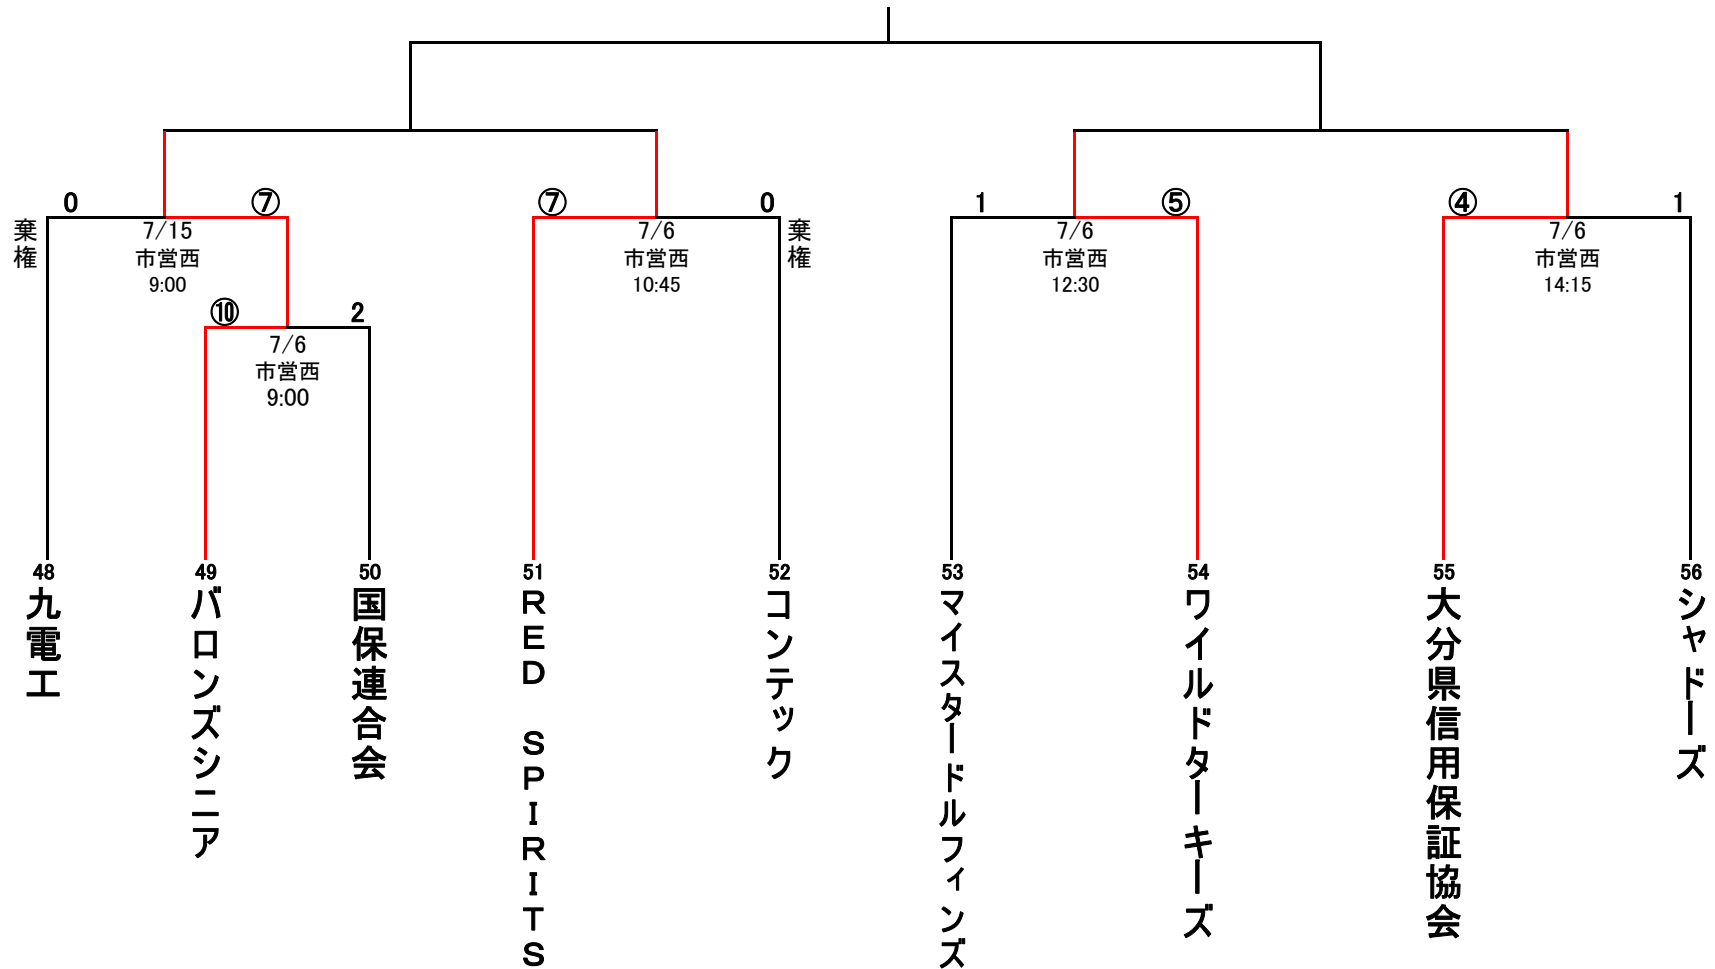 0
⑦
⑦
0
1
⑤
④
1
棄権
7/15
市営西
9:00
7/6
市営西
10:45
棄権
7/6
市営西
12:30
7/6
市営西
14:15
⑩
2
7/6
市営西
9:00
48
九電工
49
バロンズシニア
50
国保連合会
51
ＲＥＤ　ＳＰＩＲＩＴＳ
52
コンテック
53
マイスタードルフィンズ
54
ワイルドターキーズ
55
大分県信用保証協会
56
シャドーズ